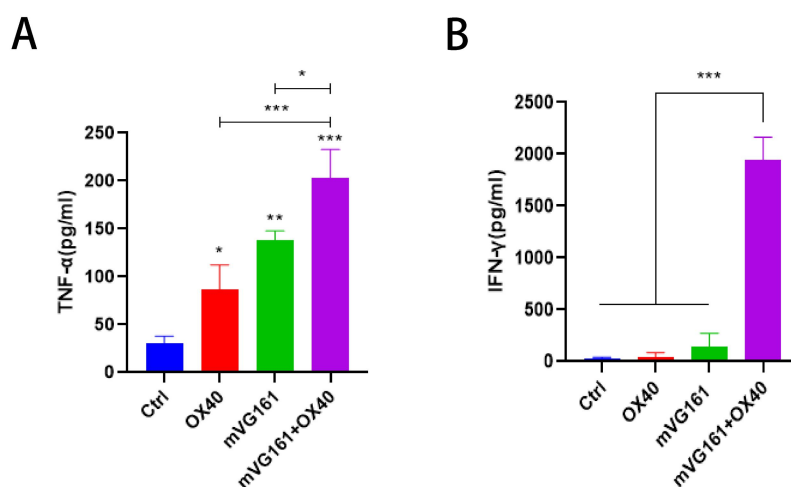 A
*
***
***
**
*
250
200
150
100
50
0
TNF-α(pg/ml)
Ctrl
OX40
mVG161
mVG161+OX40
B
***
2500
2000
1500
1000
500
0
IFN-γ(pg/ml)
Ctrl
OX40
mVG161
mVG161+OX40